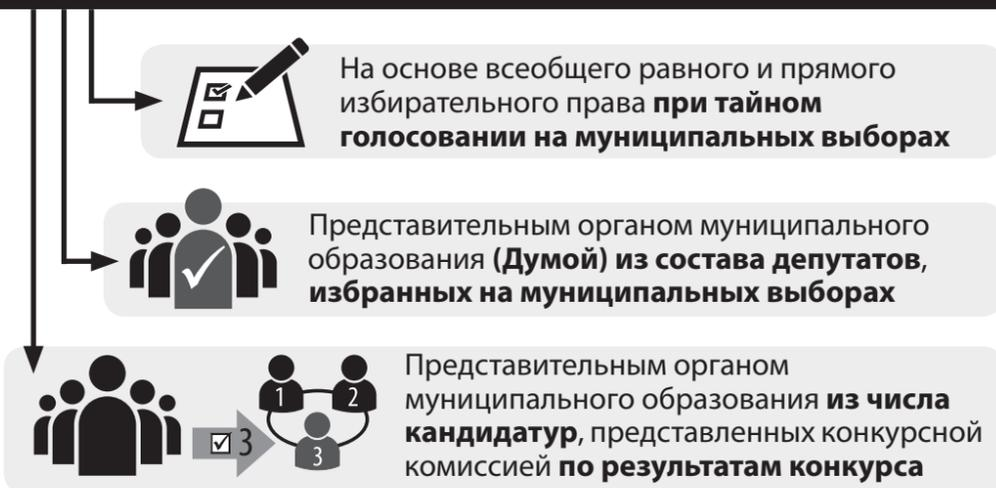 На основе всеобщего равного и прямого
избирательного права при тайном
голосовании на муниципальных выборах
Представительным органом муниципального
образования (Думой) из состава депутатов,
избранных на муниципальных выборах
3
1
2
3
Представительным органом
муниципального образования из числа
кандидатур, представленных конкурсной
комиссией по результатам конкурса